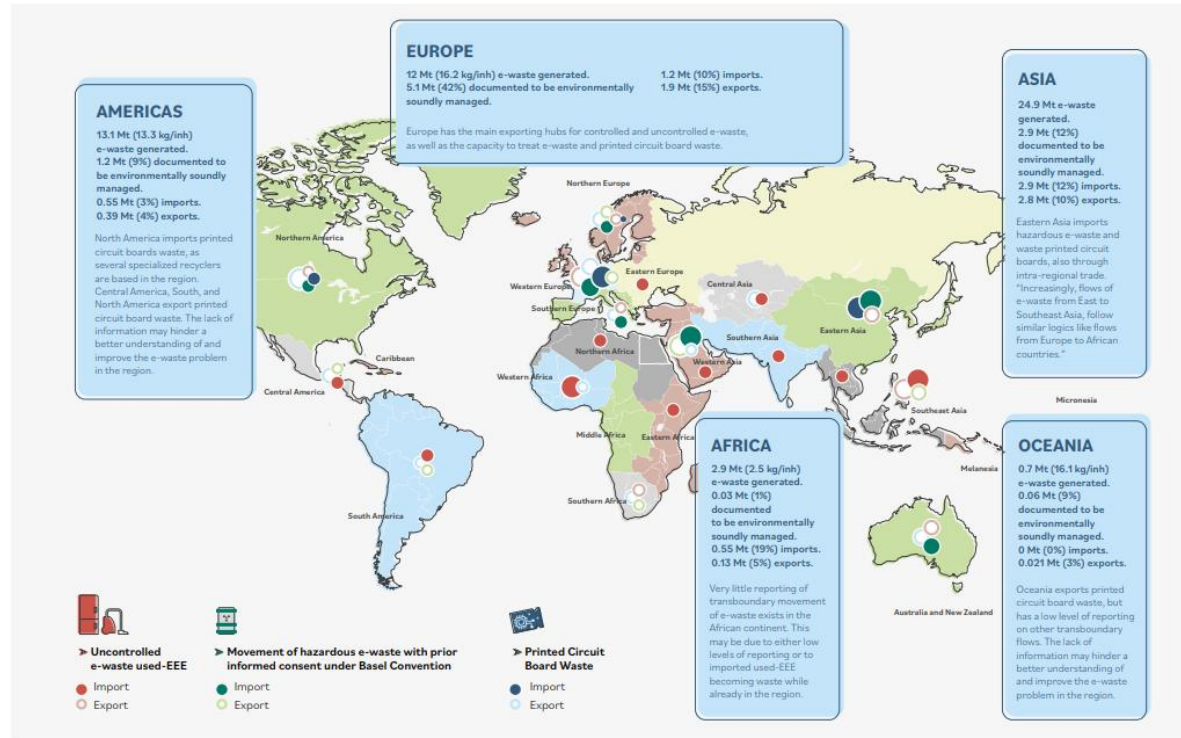 EUROPE
12 Mt (16.2 kg/inh) e-waste generated.
5.1 Mt (42%) documented to be environmentally
soundly managed.
1.2 Mt (10%) imports.
1.9 Mt (15%) exports.
Europe has the main exporting hubs for controlled and uncontrolled e-waste,
as well as the capacity to treat e-waste and printed circuit board waste.
AMERICAS
13.1 Mt (13.3 kg/inh)
e-waste generated.
1.2 Mt (9%) documented to
be environmentally soundly
managed.
0.55 Mt (3%) imports.
0.39 Mt (4%) exports.
North America imports printed
circuit boards waste, as
several specialized recyclers
are based in the region.
Central America, South, and
North America export printed
circuit board waste. The lack of
information may hinder a
better understanding of and
improve the e-waste problem
in the region.
ASIA
24.9 Mt e-waste
generated.
2.9 Mt (12%)
documented to be
environmentally
soundly managed.
2.9 Mt (12%) imports.
2.8 Mt (10%) exports.
Eastern Asia imports
hazardous e-waste and
waste printed circuit
boards, also through
intra-regional trade.
"Increasingly, flows of
e-waste from East to
Southeast Asia, follow
similar logics like flows
from Europe to African
countries."
Northern Europe
Northern America
Eastern Europe
Western Europe
Central Asia
Southern Europe
Eastern Asia
Southern Asia
Northern Africa
Western Asia
Caribbean
Western Africa
Central America
Micronesia
Southeast Asia
Middle Africa
Eastern Africa
Melanesia
Southern Africa
South America
Australia and New Zealand
AFRICA
2.9 Mt (2.5 kg/inh)
e-waste generated.
0.03 Mt (1%)
documented
to be environmentally
soundly managed.
0.55 Mt (19%) imports.
0.13 Mt (5%) exports.
Very little reporting of
transboundary movement
of e-waste exists in the
African continent. This
may be due to either low
levels of reporting or to
imported used-EEE
becoming waste while
already in the region.
OCEANIA
0.7 Mt (16.1 kg/inh)
e-waste generated.
0.06 Mt (9%)
documented to be
environmentally
soundly managed.
0 Mt (0%) imports.
0.021 Mt (3%) exports.
Oceania exports printed
circuit board waste, but
has a low level of reporting
on other transboundary
flows. The lack of
information may hinder a
better understanding of
and improve the e-waste
problem in the region.
➤ Uncontrolled
e-waste used-EEE
Import
Export
➤ Movement of hazardous e-waste with prior
informed consent under Basel Convention
Import
Export
➤ Printed Circuit
Board Waste
Import
Export